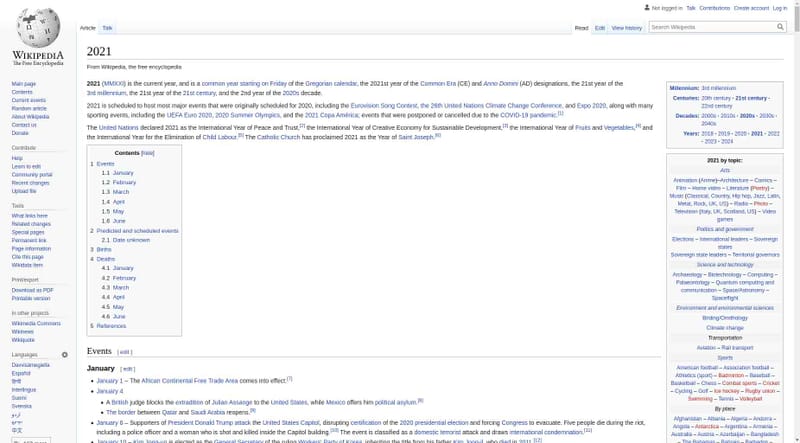 Not logged in Talk Contributions Create account Log in
Article Talk
Read Edit View history
Search Wikipedia
WIKIPEDIA
The Free Encyclopedia
Main page
Contents
Current events
Random article
About Wikipedia
Contact us
Donate
Contribute
Help
Learn to edit
Community portal
Recent changes
Upload file
Tools
What links here
Related changes
Special pages
Permanent link
Page information
Cite this page
Wikidata item
Print/export
Download as PDF
Printable version
In other projects
Wikimedia Commons
Wikinews
Wikiquote
Languages
Davvisámegiella
Español
हिन्दी
Interlingua
Suomi
Svenska
اردو
中文
2021
From Wikipedia, the free encyclopedia
2021 (MMXXI) is the current year, and is a common year starting on Friday of the Gregorian calendar, the 2021st year of the Common Era (CE) and Anno Domini (AD) designations, the 21st year of the
3rd millennium, the 21st year of the 21st century, and the 2nd year of the 2020s decade.
2021 is scheduled to host most major events that were originally scheduled for 2020, including the Eurovision Song Contest, the 26th United Nations Climate Change Conference, and Expo 2020, along with many
sporting events, including the UEFA Euro 2020, 2020 Summer Olympics, and the 2021 Copa América; events that were postponed or cancelled due to the COVID-19 pandemic.[1]
The United Nations declared 2021 as the International Year of Peace and Trust,[2] the International Year of Creative Economy for Sustainable Development,[3] the International Year of Fruits and Vegetables,[4] and
the International Year for the Elimination of Child Labour.[5] The Catholic Church has proclaimed 2021 as the Year of Saint Joseph.[6]
Contents [hide]
1 Events
1.1 January
1.2 February
1.3 March
1.4 April
1.5 May
1.6 June
2 Predicted and scheduled events
2.1 Date unknown
3 Births
4 Deaths
4.1 January
4.2 February
4.3 March
4.4 April
4.5 May
4.6 June
5 References
Events [ edit ]
January [ edit ]
• January 1 – The African Continental Free Trade Area comes into effect.[7]
• January 4
• A British judge blocks the extradition of Julian Assange to the United States, while Mexico offers him political asylum.[8]
• The border between Qatar and Saudi Arabia reopens.[9]
• January 6 – Supporters of President Donald Trump attack the United States Capitol, disrupting certification of the 2020 presidential election and forcing Congress to evacuate. Five people die during the riot,
including a police officer and a woman who is shot and killed inside the Capitol building.[10] The event is classified as a domestic terrorist attack and draws international condemnation.[11]
• January 10 – Kim Jong-un is elected as the General Secretary of the ruling Workers' Party of Korea, inheriting the title from his father Kim Jong-il, who died in 2011.[12]
Millennium: 3rd millennium
Centuries: 20th century – 21st century –
22nd century
Decades: 2000s – 2010s – 2020s – 2030s –
2040s
Years: 2018 – 2019 – 2020 – 2021 – 2022
– 2023 – 2024
2021 by topic:
Arts
Animation (Anime)–Architecture – Comics –
Film – Home video – Literature (Poetry) –
Music (Classical, Country, Hip hop, Jazz, Latin,
Metal, Rock, UK, US) – Radio – Photo –
Television (Italy, UK, Scotland, US) – Video
games
Politics and government
Elections – International leaders – Sovereign
states
Sovereign state leaders – Territorial governors
Science and technology
Archaeology – Biotechnology – Computing –
Palaeontology – Quantum computing and
communication – Space/Astronomy –
Spaceflight
Environment and environmental sciences
Birding/Ornithology
Climate change
Transportation
Aviation – Rail transport
Sports
American football – Association football –
Athletics (sport) – Badminton – Baseball –
Basketball – Chess – Combat sports – Cricket
– Cycling – Golf – Ice hockey – Rugby union –
Swimming – Tennis – Volleyball
By place
Afghanistan – Albania – Algeria – Andorra –
Angola – Antarctica – Argentina – Armenia –
Australia – Austria – Azerbaijan – Bangladesh –